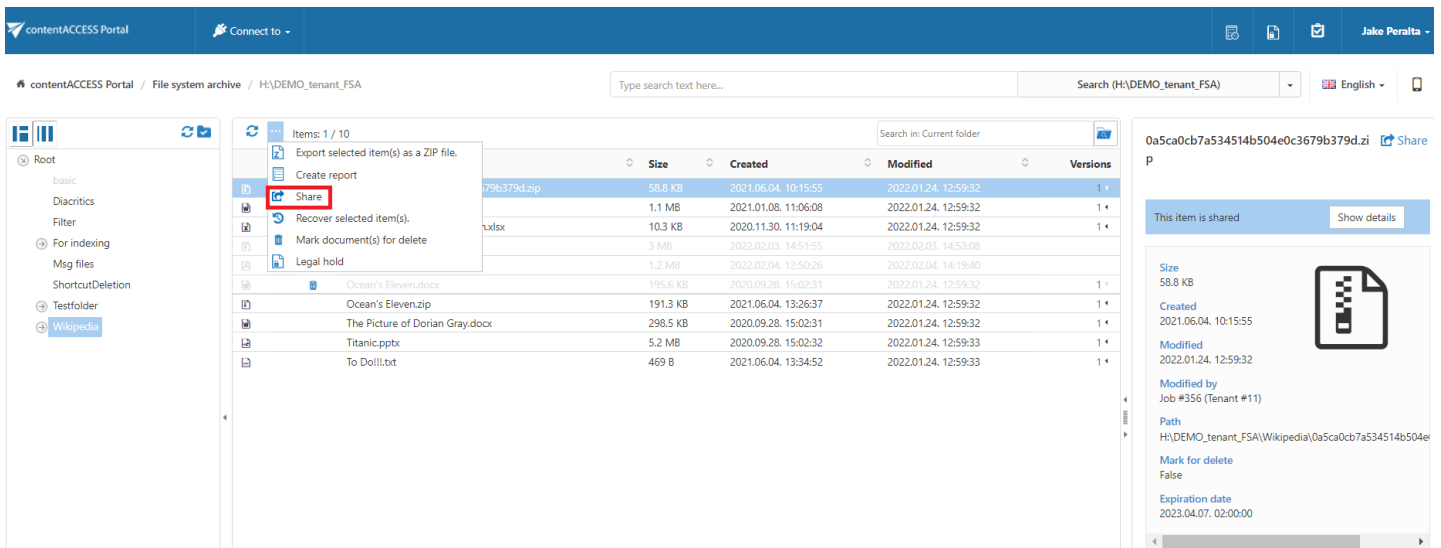 contentACCESS Portal Connect to Jake Peralta
contentACCESS Portal / File system archive / H:\DEMO_tenant_FSA Type search text here... Search (H:\DEMO_tenant_FSA) English
Items: 1 / 10 Search in: Current folder
Root
basic
Diacritics
Filter
For indexing
Msg files
ShortcutDeletion
Testfolder
Wikipedia
Export selected item(s) as a ZIP file.
Create report
Share
Recover selected item(s).
Mark document(s) for delete
Legal hold
Size Created Modified Versions
579b379d.zip 58.8 KB 2021.06.04. 10:15:55 2022.01.24. 12:59:32 1
1.1 MB 2021.01.08. 11:06:08 2022.01.24. 12:59:32 1
.xlsx 10.3 KB 2020.11.30. 11:19:04 2022.01.24. 12:59:32 1
3 MB 2022.02.03. 14:51:55 2022.02.03. 14:53:08
1.2 MB 2022.02.04. 12:50:26 2022.02.04. 14:19:40
Ocean's Eleven.docx 195.6 KB 2020.09.28. 15:02:31 2022.01.24. 12:59:32 1
Ocean's Eleven.zip 191.3 KB 2021.06.04. 13:26:37 2022.01.24. 12:59:32 1
The Picture of Dorian Gray.docx 298.5 KB 2020.09.28. 15:02:31 2022.01.24. 12:59:32 1
Titanic.pptx 5.2 MB 2020.09.28. 15:02:32 2022.01.24. 12:59:33 1
To Do!!!.txt 469 B 2021.06.04. 13:34:52 2022.01.24. 12:59:33 1
0a5ca0cb7a534514b504e0c3679b379d.zi Share
p
This item is shared Show details
Size
58.8 KB
Created
2021.06.04. 10:15:55
Modified
2022.01.24. 12:59:32
Modified by
Job #356 (Tenant #11)
Path
H:\DEMO_tenant_FSA\Wikipedia\0a5ca0cb7a534514b504e
Mark for delete
False
Expiration date
2023.04.07. 02:00:00